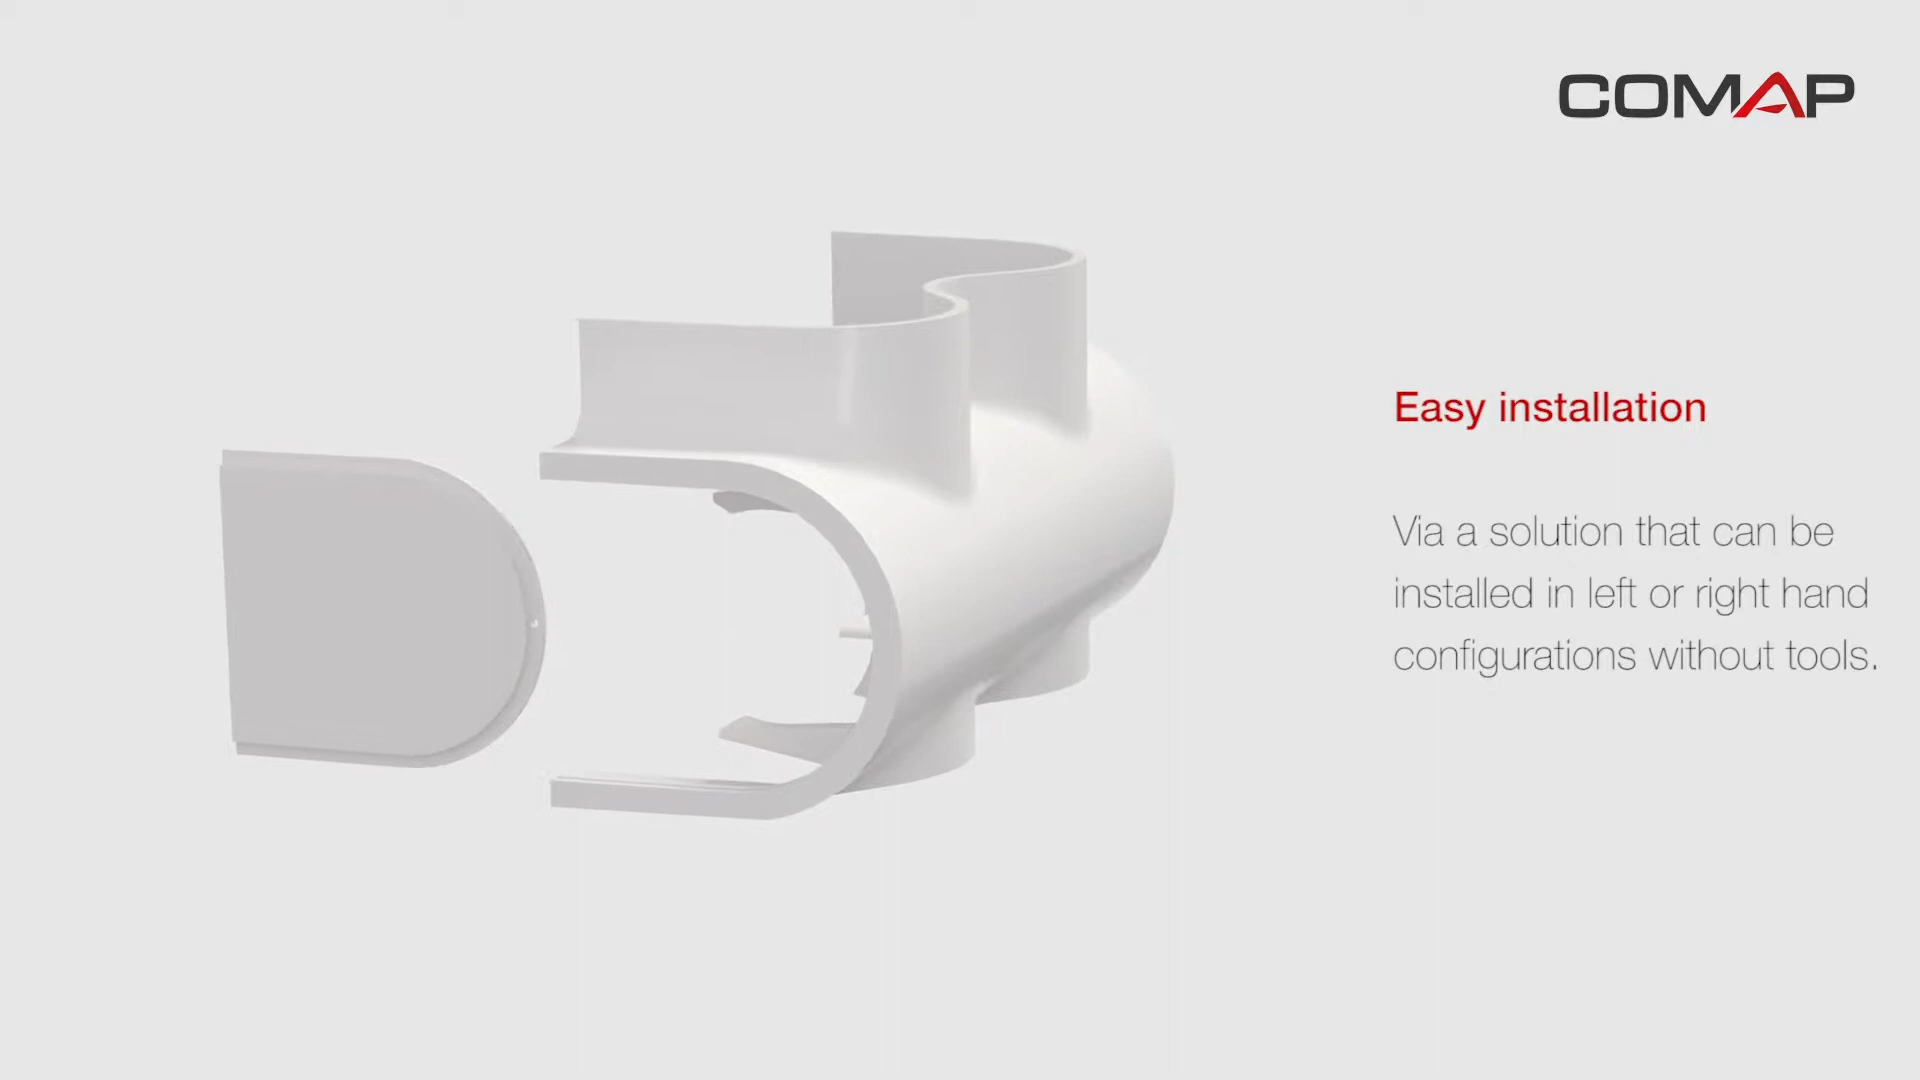 COMAP
Easy installation
Via a solution that can be
installed in left or right hand
configurations without tools.